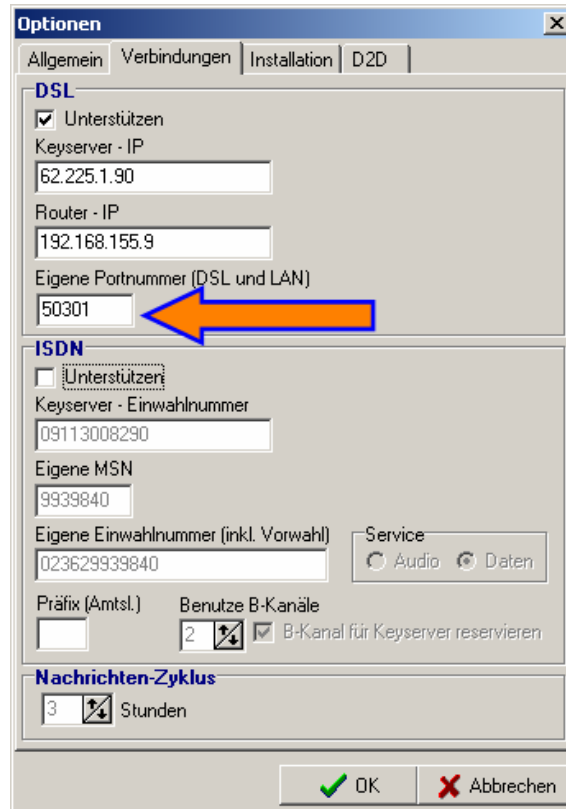 Optionen
Allgemein Verbindungen Installation D2D
DSL
Unterstützen
Keyserver - IP
62.225.1.90
Router - IP
192.168.155.9
Eigene Portnummer (DSL und LAN)
50301
ISDN
Unterstützen
Keyserver - Einwahlnummer
09113008290
Eigene MSN
9939840
Eigene Einwahlnummer (inkl. Vorwahl) Service
023629939840 Audio Daten
Präfix (Amtsl.) Benutze B-Kanäle
2 B-Kanal für Keyserver reservieren
Nachrichten-Zyklus
3 Stunden
OK Abbrechen